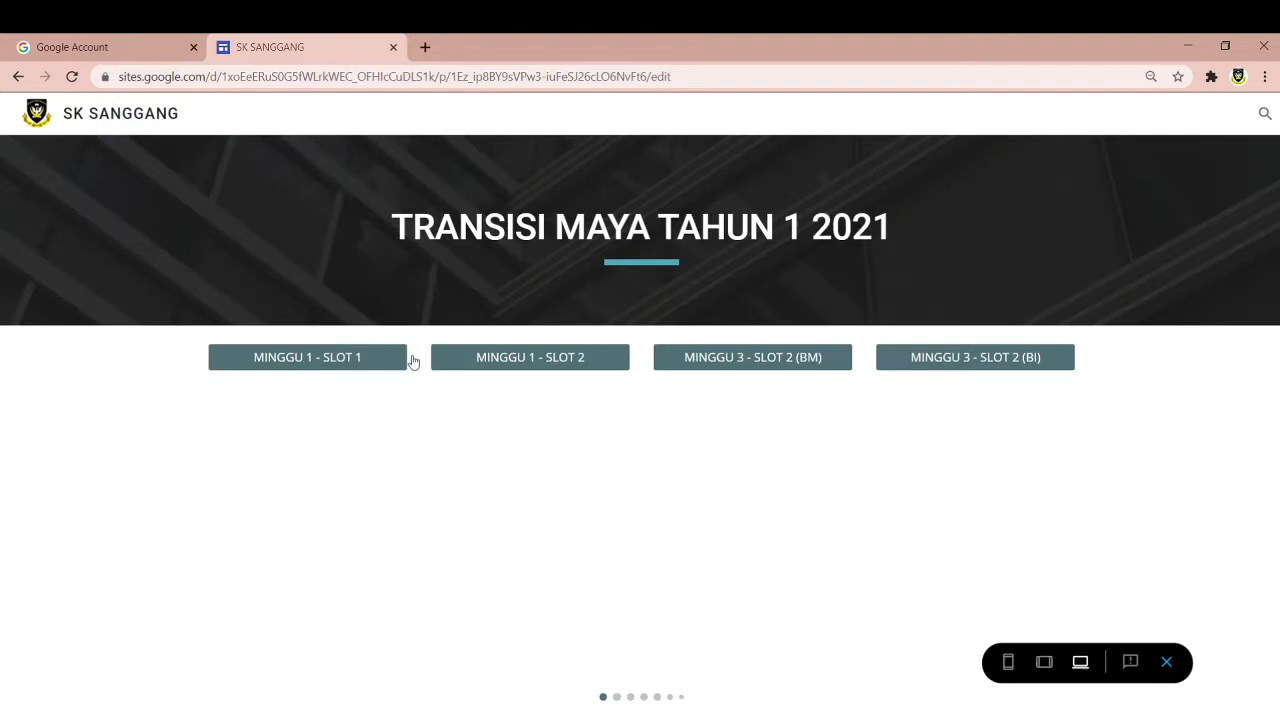 Google Account
SK SANGGANG
sites.google.com/d/1xoEeERuS0G5fWLrkWEC_OFHIcCuDLS1k/p/1Ez_ip8BY9sVPw3-iuFeSJ26cLO6NvFt6/edit
SK SANGGANG
TRANSISI MAYA TAHUN 1 2021
MINGGU 1 - SLOT 1
MINGGU 1 - SLOT 2
MINGGU 3 - SLOT 2 (BM)
MINGGU 3 - SLOT 2 (BI)